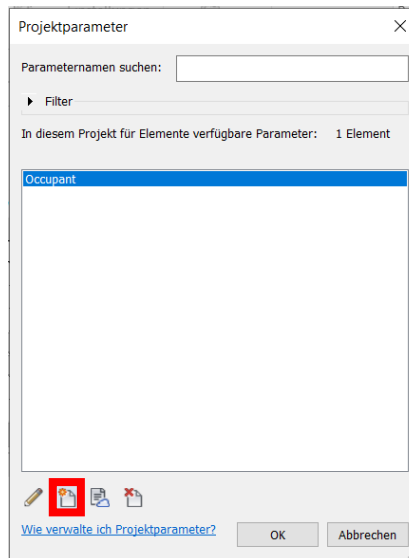 Projektparameter
Parameternamen suchen:
Filter
In diesem Projekt für Elemente verfügbare Parameter: 1 Element
Occupant
Wie verwalte ich Projektparameter?
OK
Abbrechen